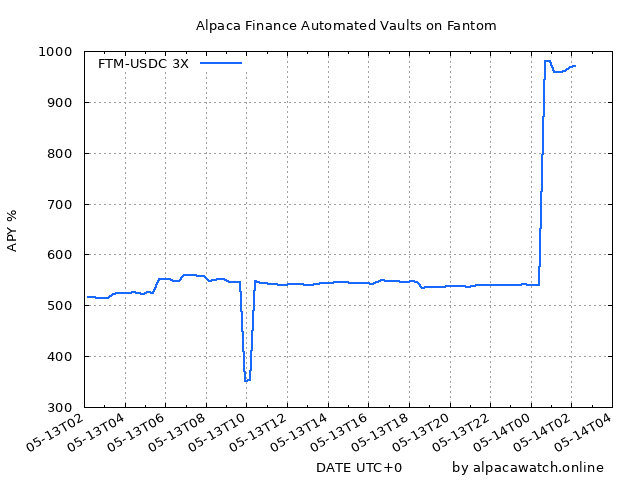 Alpaca Finance Automated Vaults on Fantom
FTM-USDC 3X
1000
900
800
700
600
500
400
300
APY %
05-13T02
05-13T04
05-13T06
05-13T08
05-13T10
05-13T12
05-13T14
05-13T16
05-13T18
05-13T20
05-13T22
05-14T00
05-14T02
05-14T04
DATE UTC+0
by alpacawatch.online